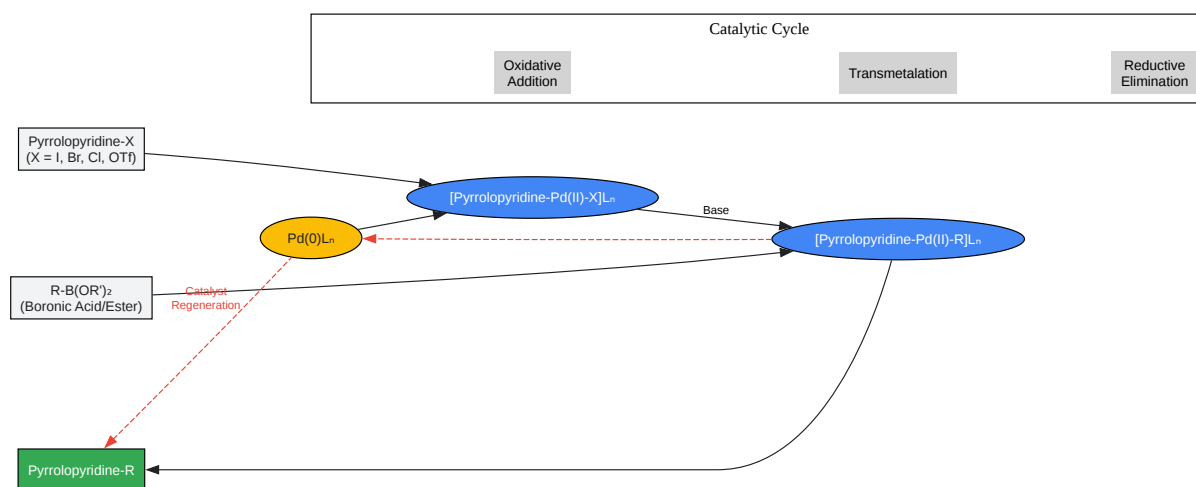 Catalytic Cycle
Oxidative
Addition
Transmetalation
Reductive
Elimination
Pyrrolopyridine-X
(X = I, Br, Cl, OTf)
[Pyrrolopyridine-Pd(II)-X]Lₙ
Base
Pd(0)Lₙ
[Pyrrolopyridine-Pd(II)-R]Lₙ
R-B(OR')₂
(Boronic Acid/Ester)
Catalyst
Regeneration
Pyrrolopyridine-R